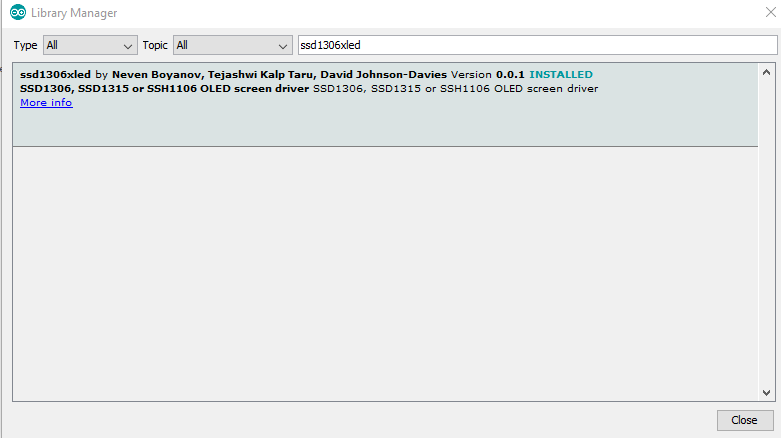 Library Manager
Type All Topic All ssd1306xled
ssd1306xled by Neven Boyanov, Tejashwi Kalp Taru, David Johnson-Davies Version 0.0.1 INSTALLED
SSD1306, SSD1315 or SSH1106 OLED screen driver SSD1306, SSD1315 or SSH1106 OLED screen driver
More info
Close